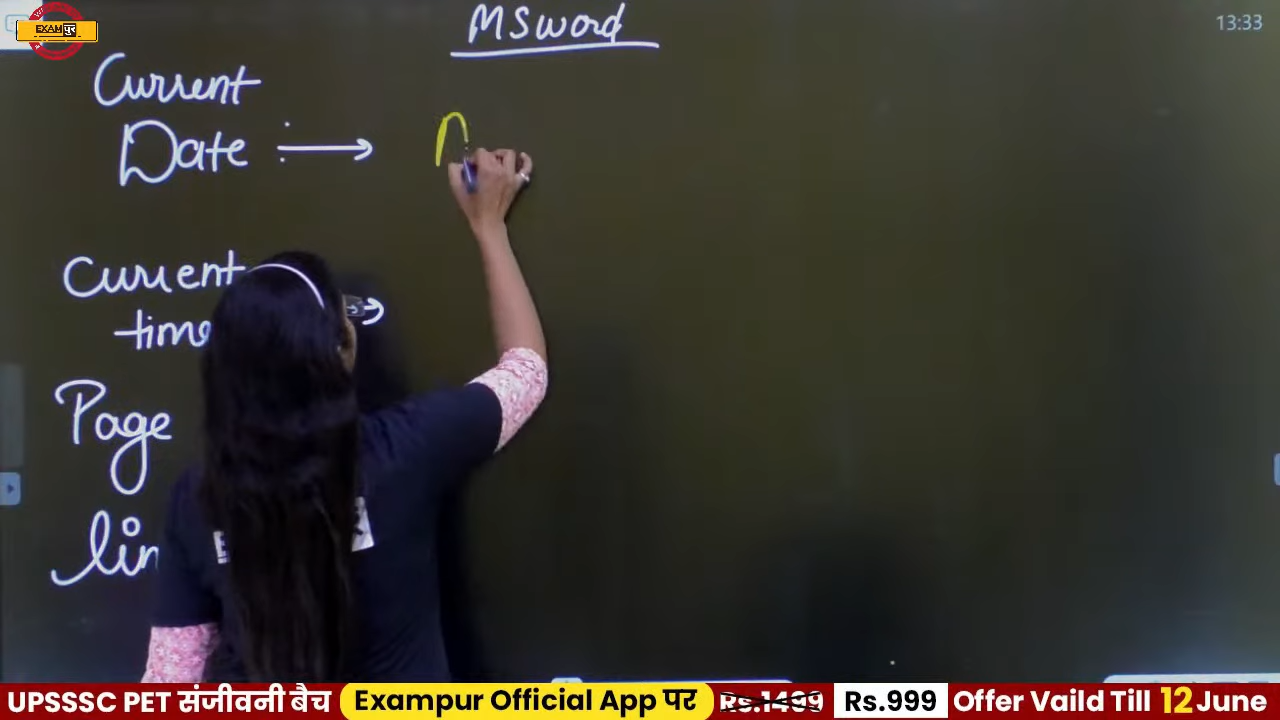 EXAMपुर
13:33
MSword
Current
Date
Current
time
Page
lin
UPSSSC PET संजीवनी बैच Exampur Official App पर Rs.1499 Rs.999 Offer Vaild Till 12 June